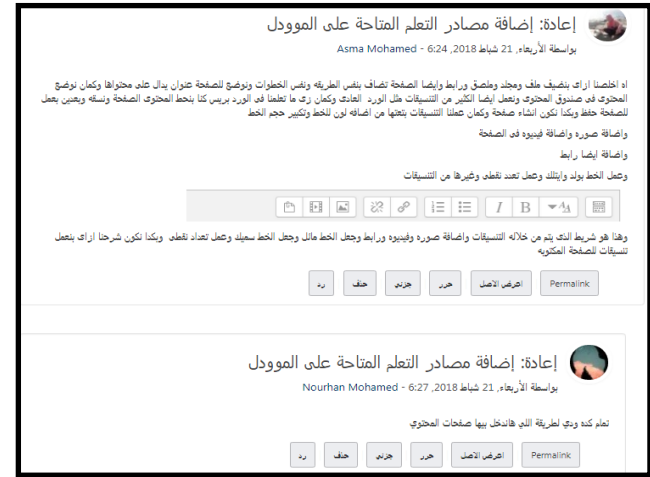 إعادة: إضافة مصادر التعلم المتاحة على الموودل
بواسطة الأربعاء, 21 شباط 2018, 6:24 - Asma Mohamed
اه اخلصنا ازاى بنضيف ملف ومجلد وملصق ورابط وايضا الصفحة تضاف بنفس الطريقه ونفس الخطوات ونوضع للصفحة عنوان يدال على محتواها وكمان نوضع
المحتوى فى صندوق المحتوى ونعمل ايضا الكثير من التنسيقات مثل الورد العادى وكمان زى ما تعلمنا فى الورد بريس كنا بنحط المحتوى الصفحة ونسقه وبعدين بعمل
للصفحة حفظ وبكدا نكون انشاء صفحة وكمان عملنا التنسيقات بتعتها من اضافه لون للخط وتكبير حجم الخط
واضافة صوره واضافة فيديوه فى الصفحة
واضافة ايضا رابط
وعمل الخط بولد وايتلك وعمل تعدد نقطى وغيرها من التنسيقات
وهذا هو شريط الذى يتم من خلاله التنسيقات واضافة صوره وفيديوه ورابط وجعل الخط مائل وجعل الخط سميك وعمل تعداد نقطى وبكدا نكون شرحنا ازاى بنعمل
تنسيقات للصفحة المكتوبه
Permalink اعرض الأصل حرر جزئي حذف رد
إعادة: إضافة مصادر التعلم المتاحة على الموودل
بواسطة الأربعاء, 21 شباط 2018, 6:27 - Nourhan Mohamed
تمام كده ودي لطريقة اللي هاندخل بيها صفحات المحتوي
Permalink اعرض الأصل حرر جزئي حذف رد